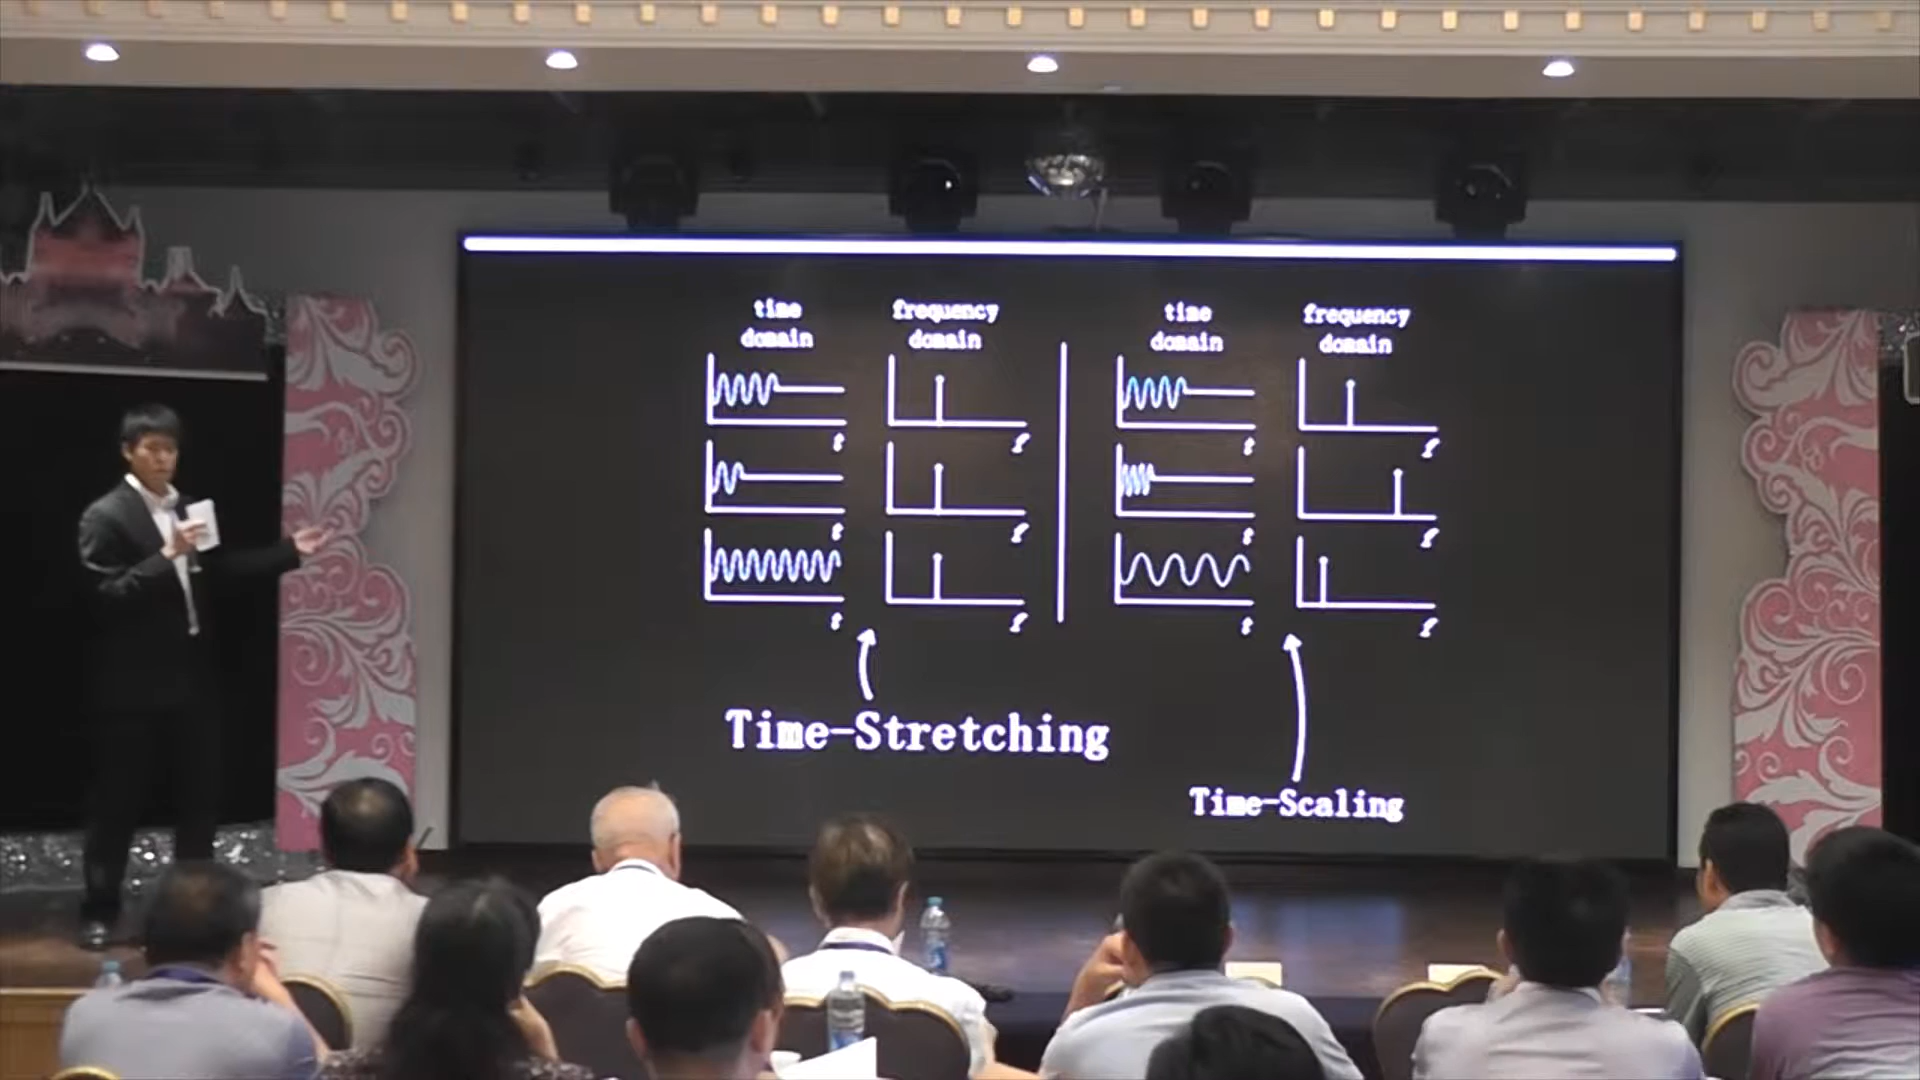 time
domain
frequency
domain
time
domain
frequency
domain
t
f
t
f
t
f
t
f
t
f
t
f
Time-Stretching
Time-Scaling